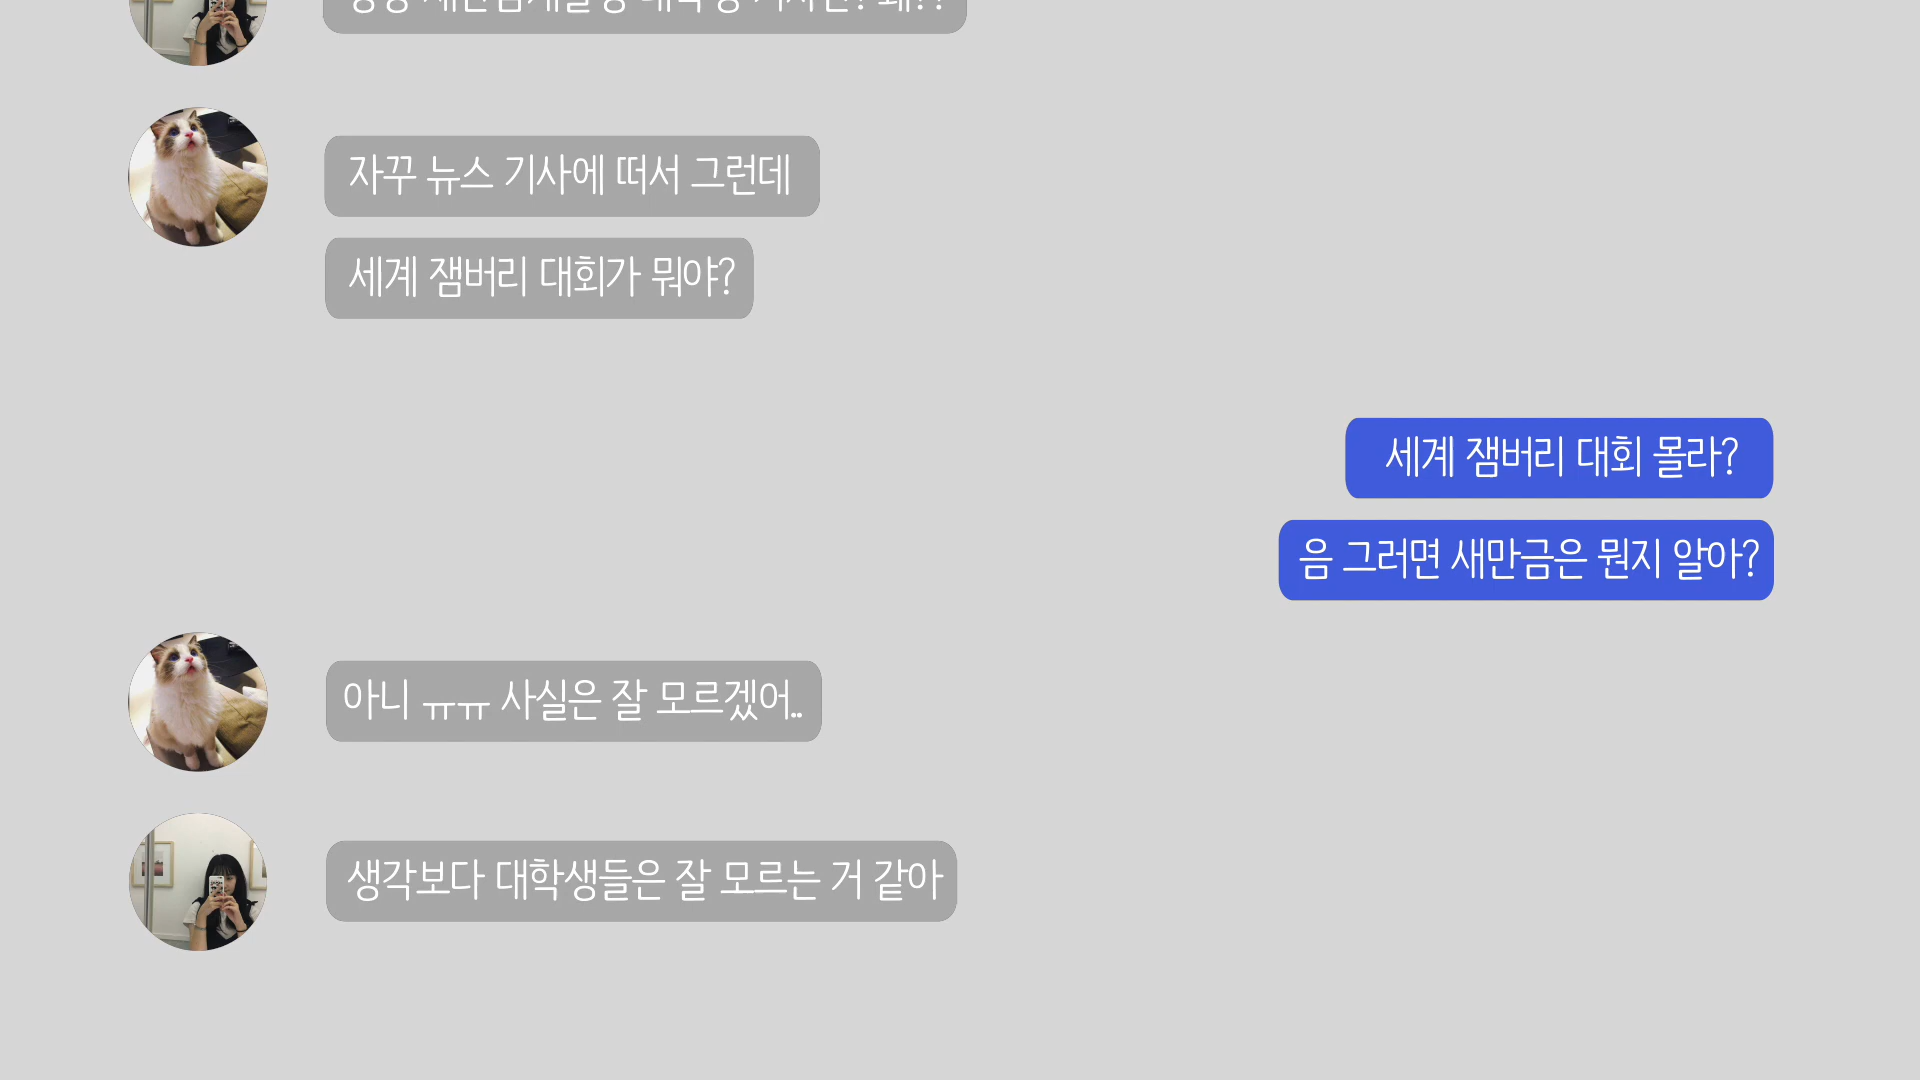 자꾸 뉴스 기사에 떠서 그런데
세계 잼버리 대회가 뭐야?
세계 잼버리 대회 몰라?
음 그러면 새만금은 뭔지 알아?
아니 ㅠㅠ 사실은 잘 모르겠어..
생각보다 대학생들은 잘 모르는 거 같아